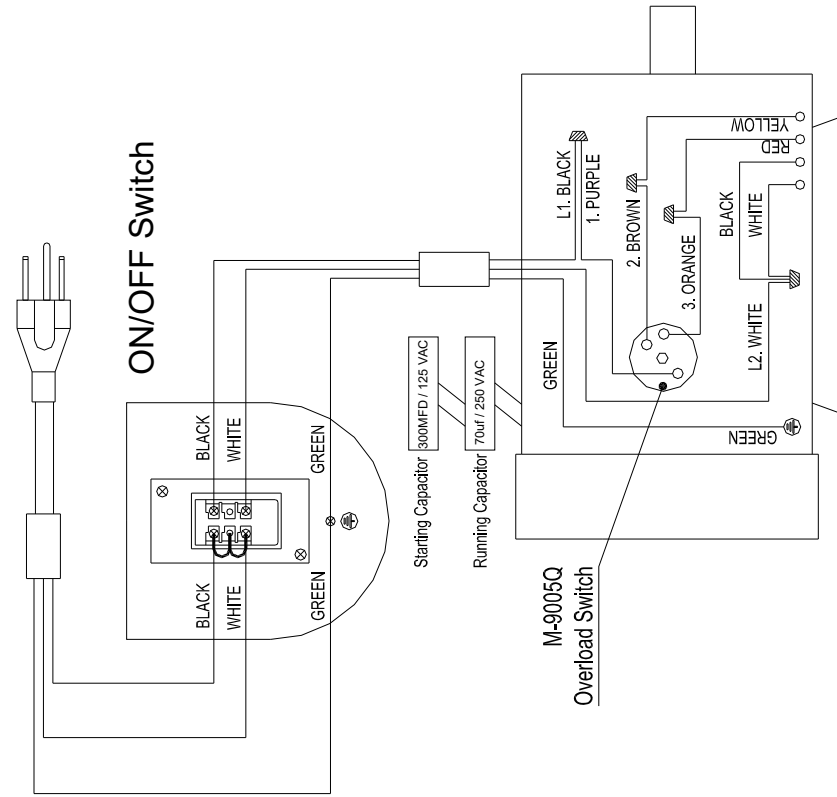 ON/OFF Switch
BLACK
WHITE
GREEN
BLACK
WHITE
GREEN
Starting Capacitor
300MFD / 125 VAC
Running Capacitor
70uf / 250 VAC
M-9005Q
Overload Switch
GREEN
L1. BLACK
1. PURPLE
2. BROWN
3. ORANGE
YELLOW
RED
BLACK
WHITE
L2. WHITE
GREEN